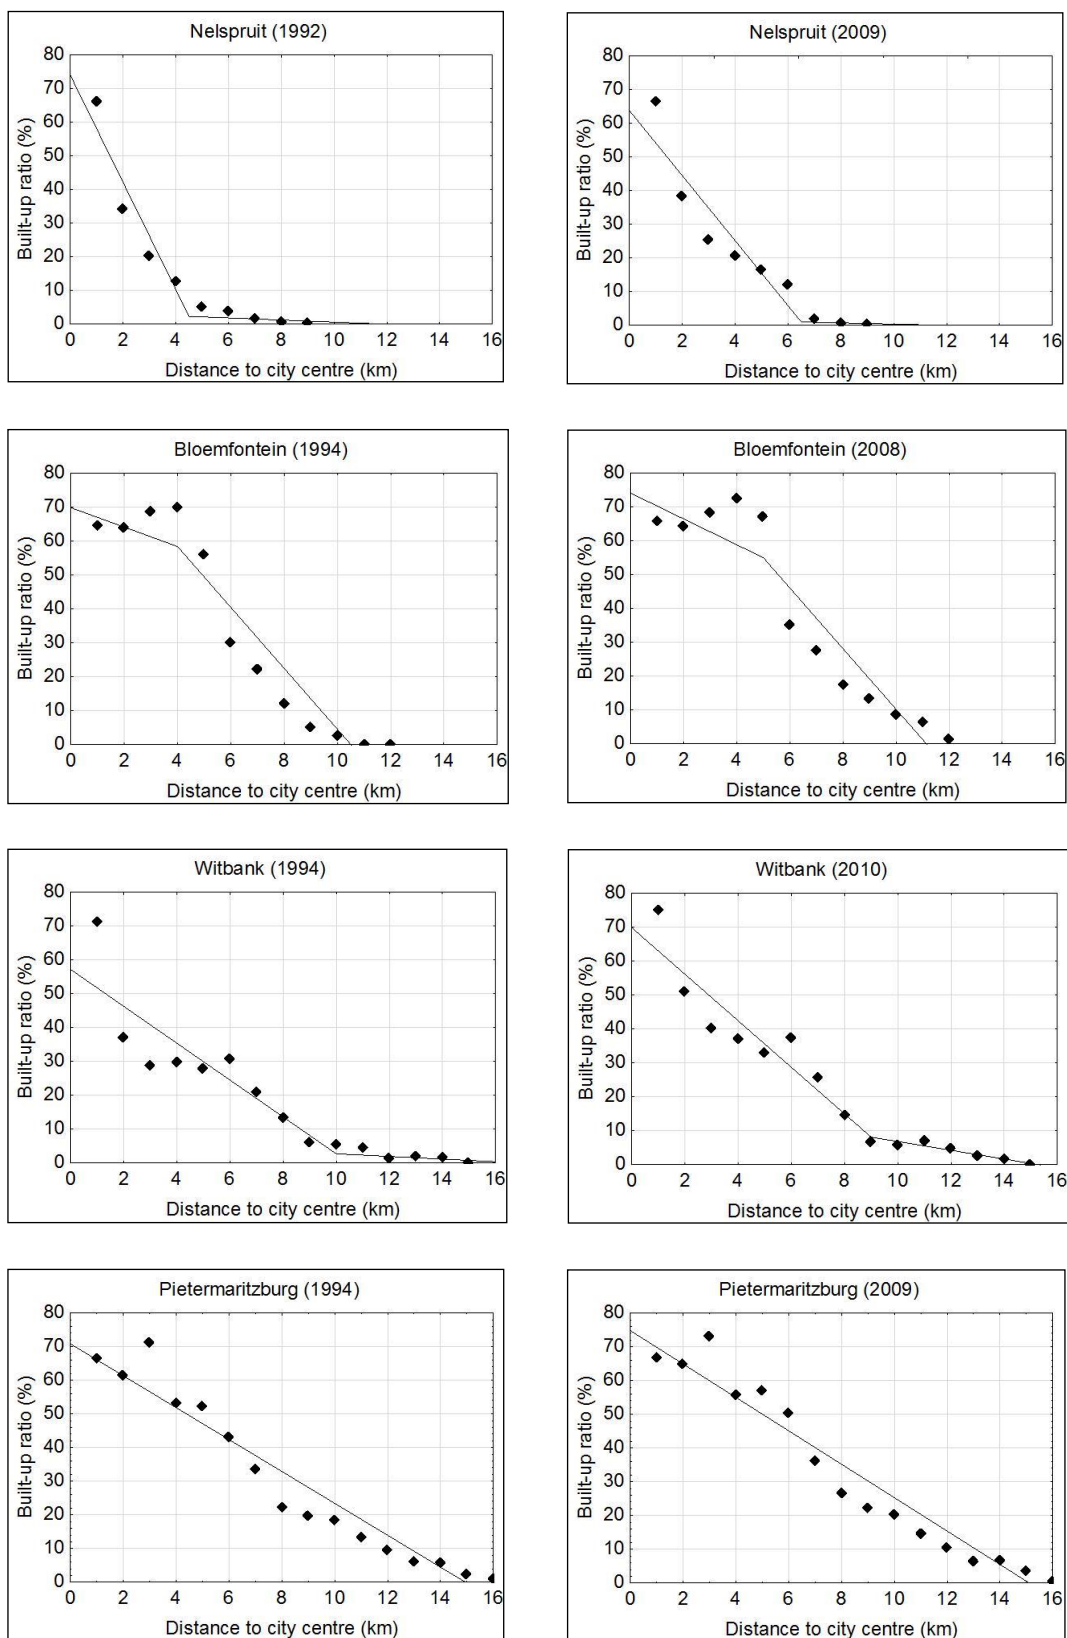 Nelspruit (1992)
Built-up ratio (%)
80
70
60
50
40
30
20
10
0
0 2 4 6 8 10 12 14 16
Distance to city centre (km)
Nelspruit (2009)
Built-up ratio (%)
80
70
60
50
40
30
20
10
0
0 2 4 6 8 10 12 14 16
Distance to city centre (km)
Bloemfontein (1994)
Built-up ratio (%)
80
70
60
50
40
30
20
10
0
0 2 4 6 8 10 12 14 16
Distance to city centre (km)
Bloemfontein (2008)
Built-up ratio (%)
80
70
60
50
40
30
20
10
0
0 2 4 6 8 10 12 14 16
Distance to city centre (km)
Witbank (1994)
Built-up ratio (%)
80
70
60
50
40
30
20
10
0
0 2 4 6 8 10 12 14 16
Distance to city centre (km)
Witbank (2010)
Built-up ratio (%)
80
70
60
50
40
30
20
10
0
0 2 4 6 8 10 12 14 16
Distance to city centre (km)
Pietermaritzburg (1994)
Built-up ratio (%)
80
70
60
50
40
30
20
10
0
0 2 4 6 8 10 12 14 16
Distance to city centre (km)
Pietermaritzburg (2009)
Built-up ratio (%)
80
70
60
50
40
30
20
10
0
0 2 4 6 8 10 12 14 16
Distance to city centre (km)